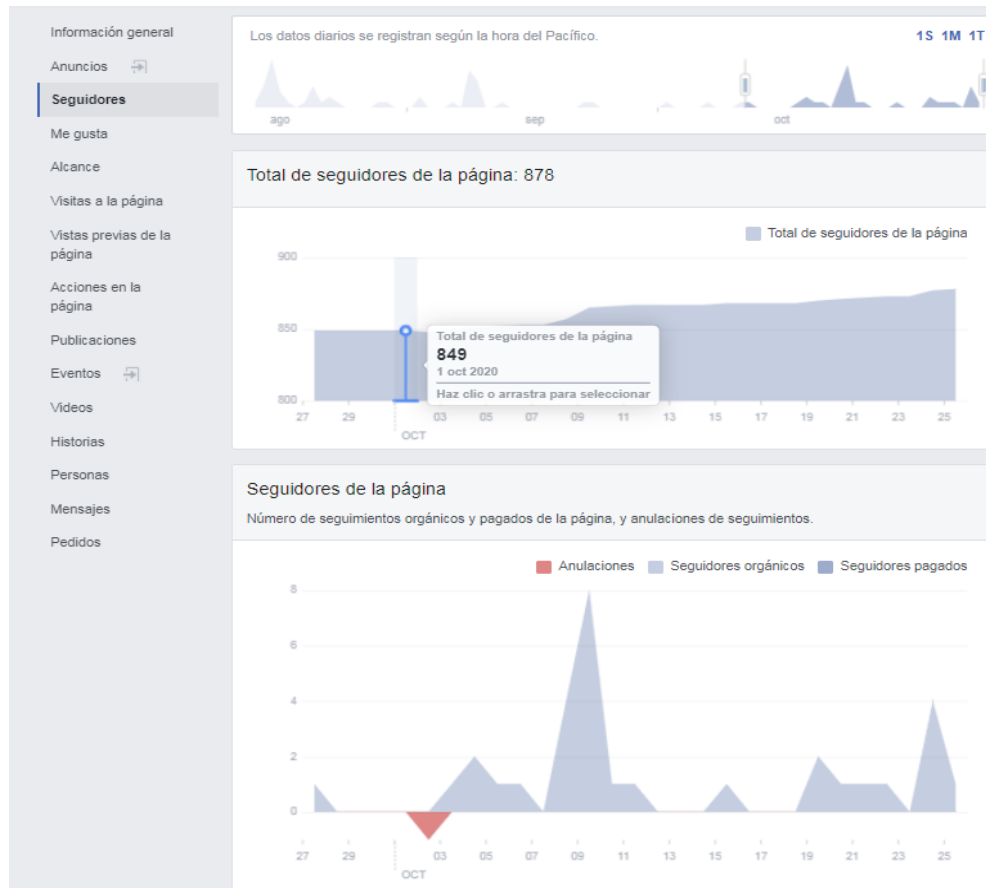 Información general
Anuncios
Seguidores
Me gusta
Alcance
Visitas a la página
Vistas previas de la
página
Acciones en la
página
Publicaciones
Eventos
Videos
Historias
Personas
Mensajes
Pedidos
Los datos diarios se registran según la hora del Pacífico.
1S 1M 1T
ago sep oct
Total de seguidores de la página: 878
Total de seguidores de la página
900
850
800
Total de seguidores de la página
849
1 oct 2020
Haz clic o arrastra para seleccionar
27 29 03 05 07 09 11 13 15 17 19 21 23 25
OCT
Seguidores de la página
Número de seguimientos orgánicos y pagados de la página, y anulaciones de seguimientos.
Anulaciones Seguidores orgánicos Seguidores pagados
8
6
4
2
0
27 29 03 05 07 09 11 13 15 17 19 21 23 25
OCT